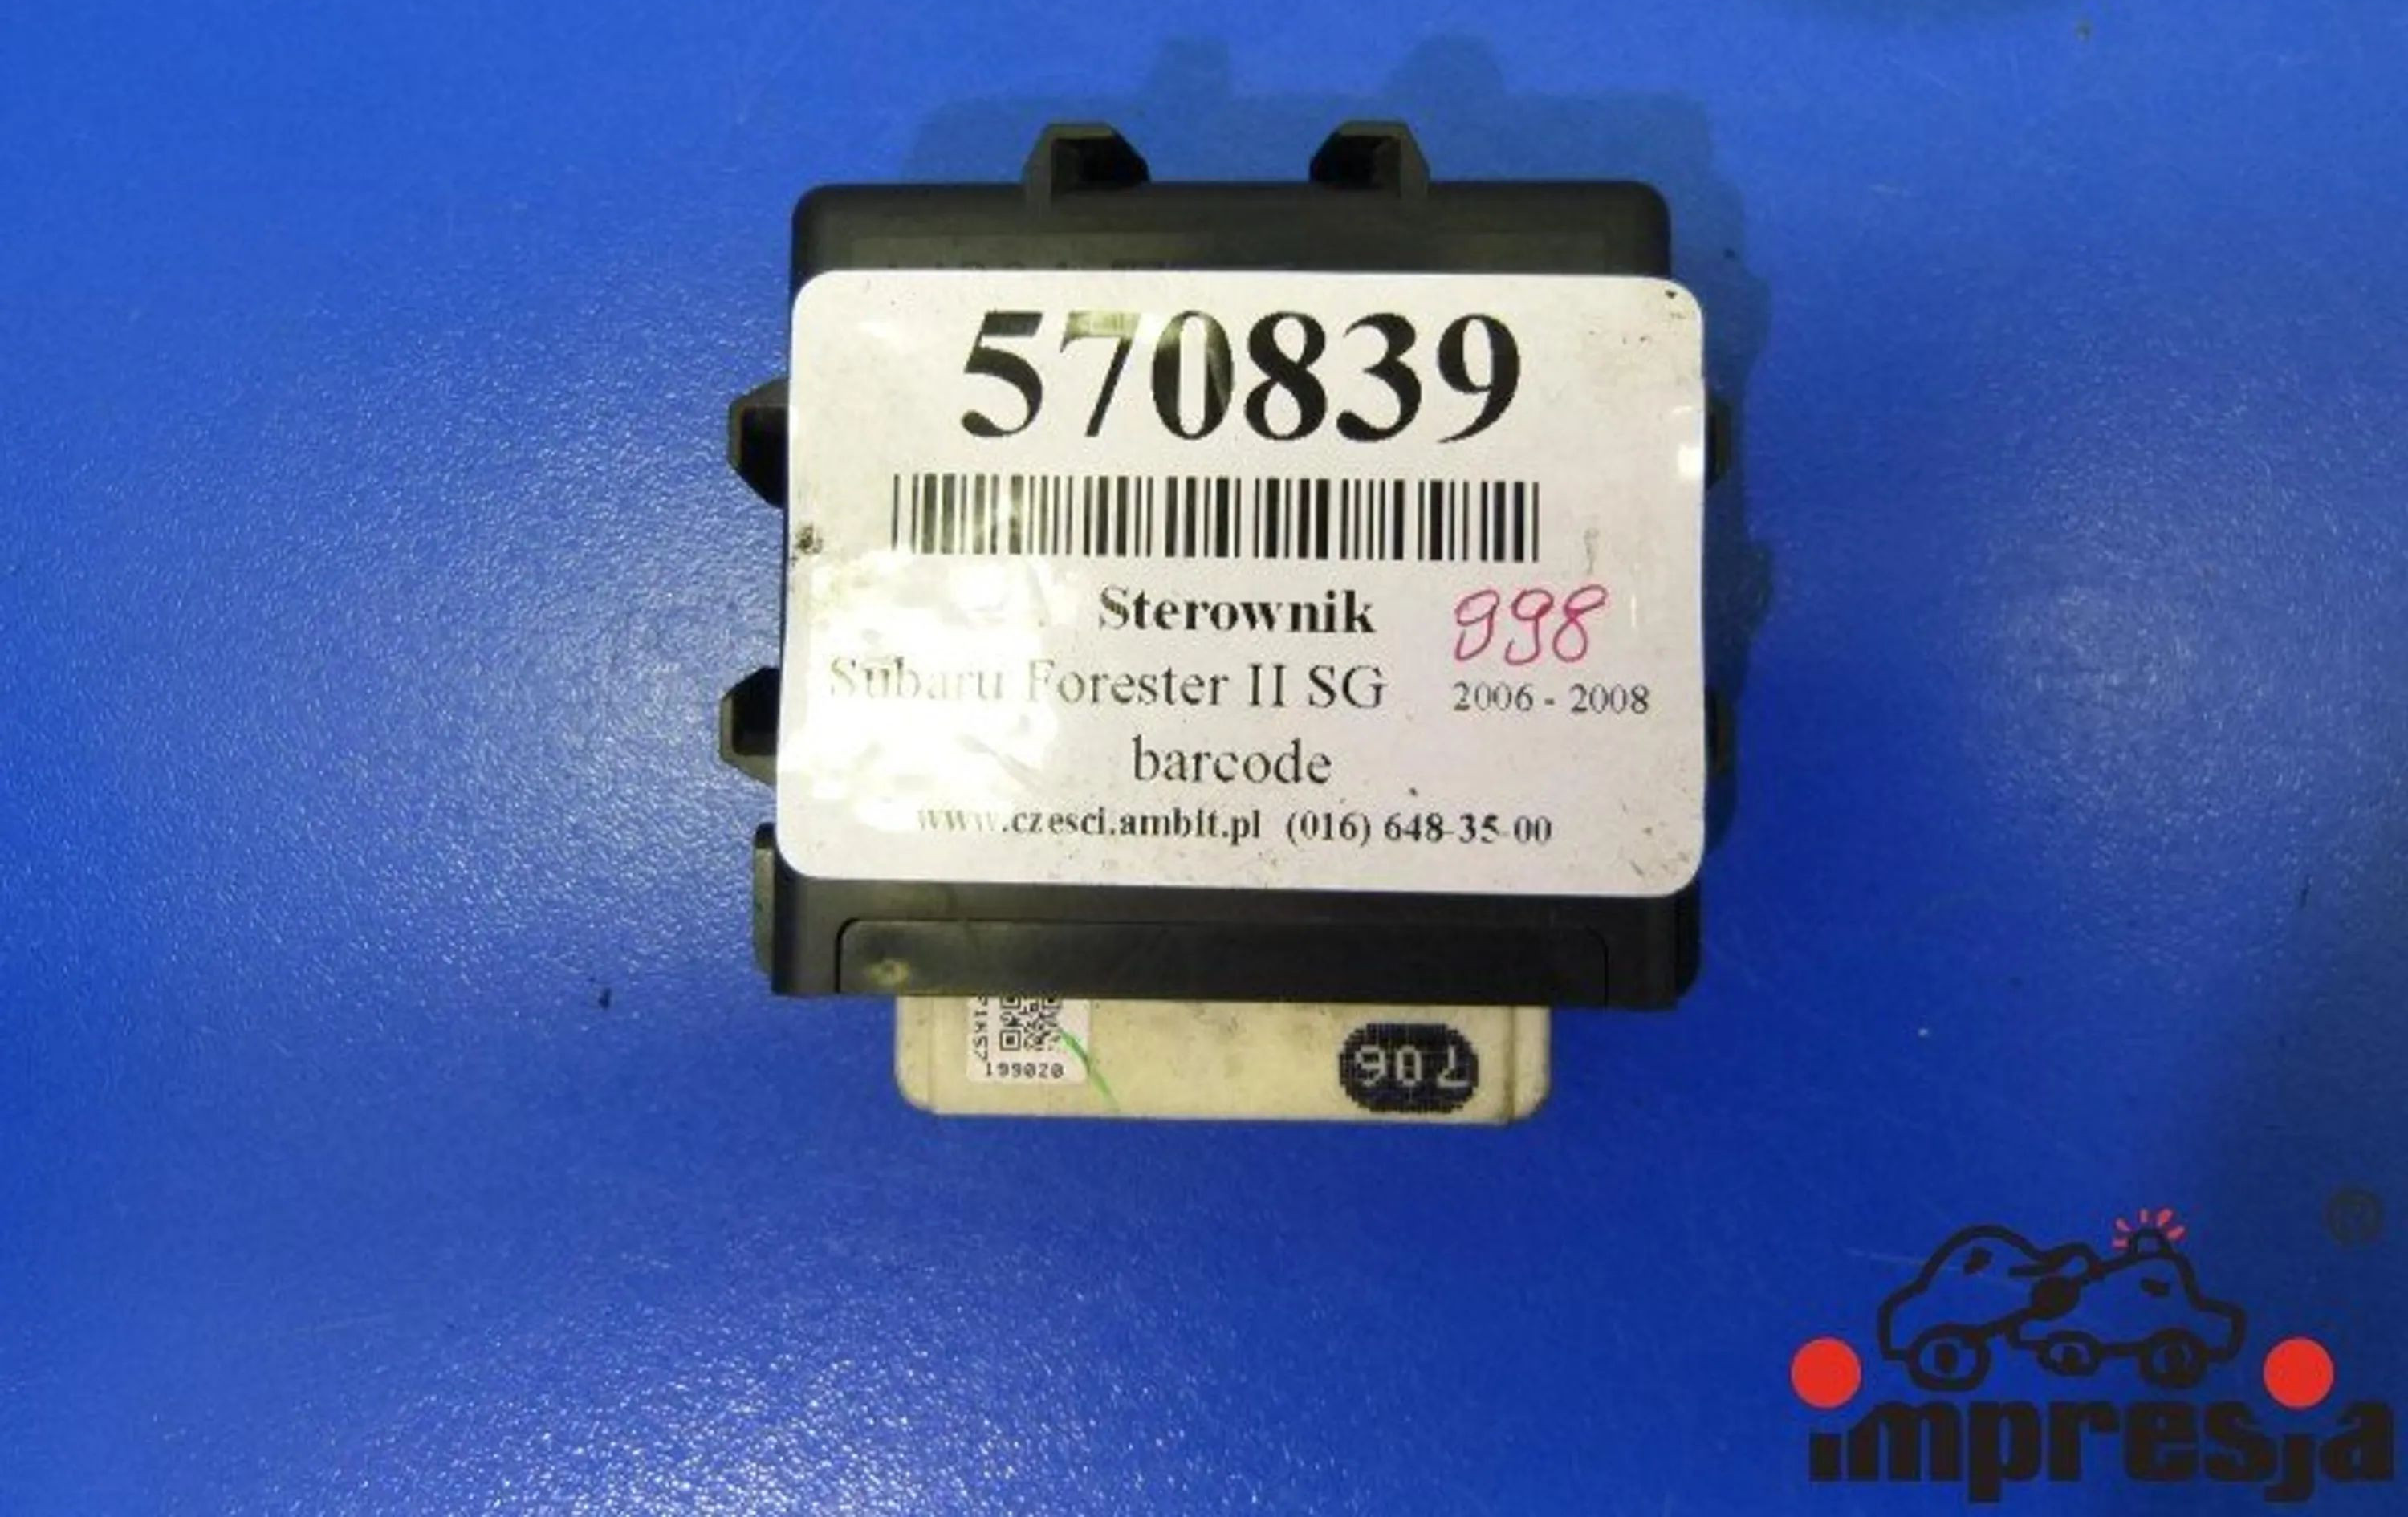 570839
Sterownik 998
Subaru Forester II SG 2006 - 2008
barcode
www.czesci.ambit.pl (016) 648-35-00
199020
706
impresja